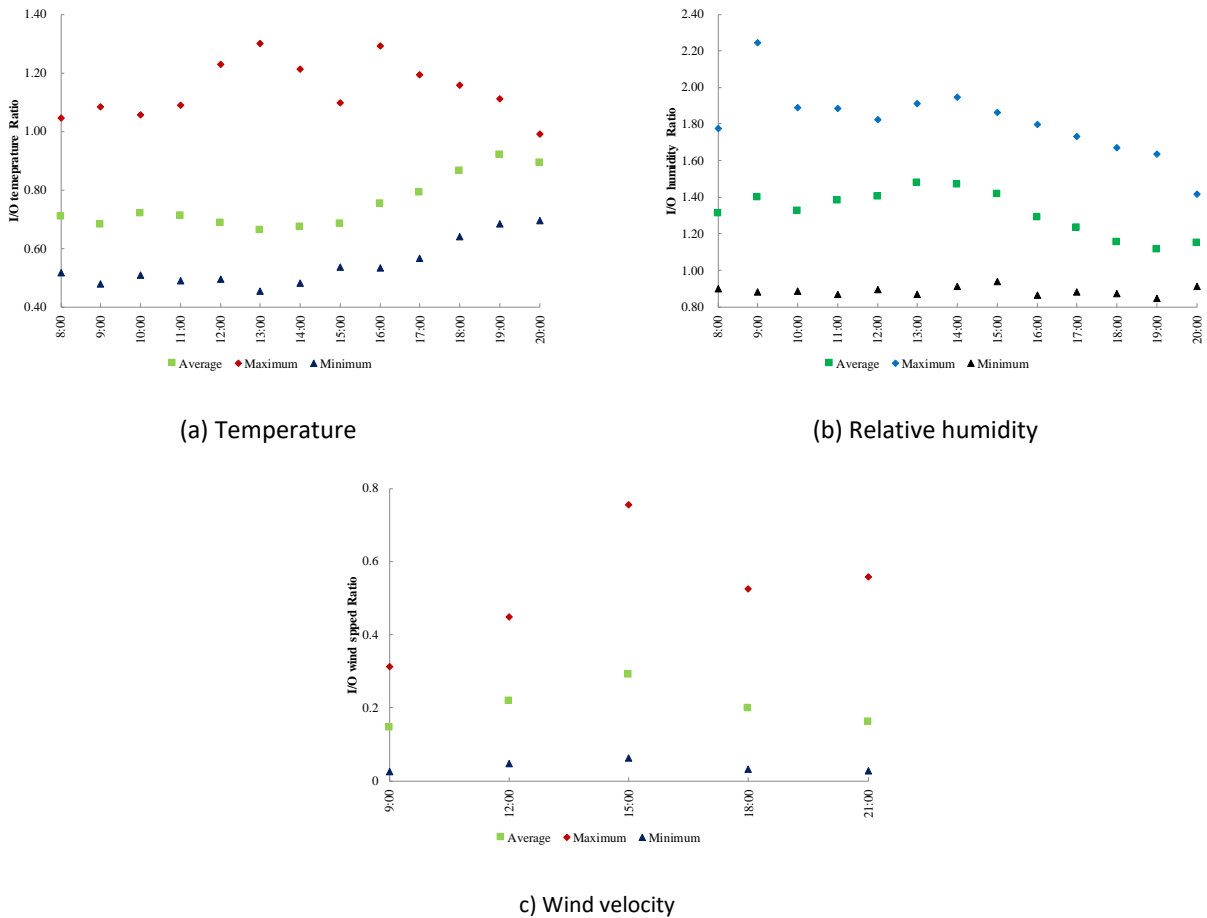 I/O temeprature Ratio
1.40
1.20
1.00
0.80
0.60
0.40
8:00 9:00 10:00 11:00 12:00 13:00 14:00 15:00 16:00 17:00 18:00 19:00 20:00
Average Maximum Minimum
(a) Temperature
I/O humidity Ratio
2.40
2.20
2.00
1.80
1.60
1.40
1.20
1.00
0.80
8:00 9:00 10:00 11:00 12:00 13:00 14:00 15:00 16:00 17:00 18:00 19:00 20:00
Average Maximum Minimum
(b) Relative humidity
I/O wind spped Ratio
0.8
0.6
0.4
0.2
0
9:00 12:00 15:00 18:00 21:00
Average Maximum Minimum
c) Wind velocity